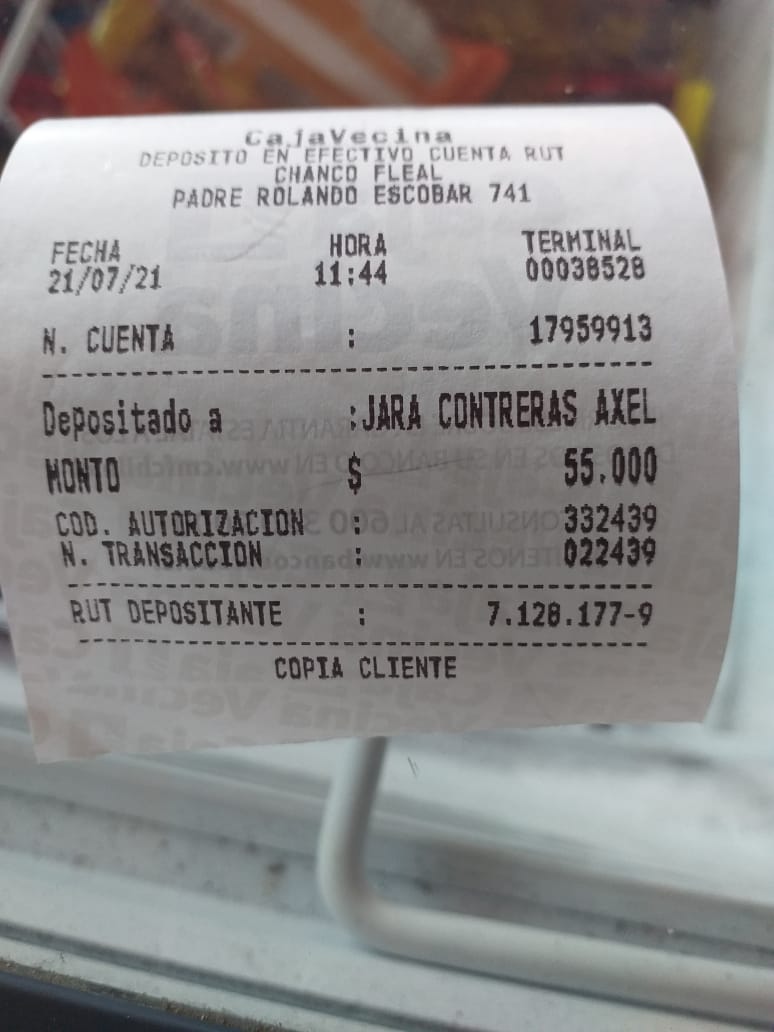 CajaVecina
DEPOSITO EN EFECTIVO CUENTA RUT
CHANCO FLEAL
PADRE ROLANDO ESCOBAR 741
FECHA HORA TERMINAL
21/07/21 11:44 00038528
N. CUENTA : 17959913
Depositado a :JARA CONTRERAS AXEL
MONTO $ 55.000
COD. AUTORIZACION : 332439
N. TRANSACCION : 022439
RUT DEPOSITANTE : 7.128.177-9
COPIA CLIENTE